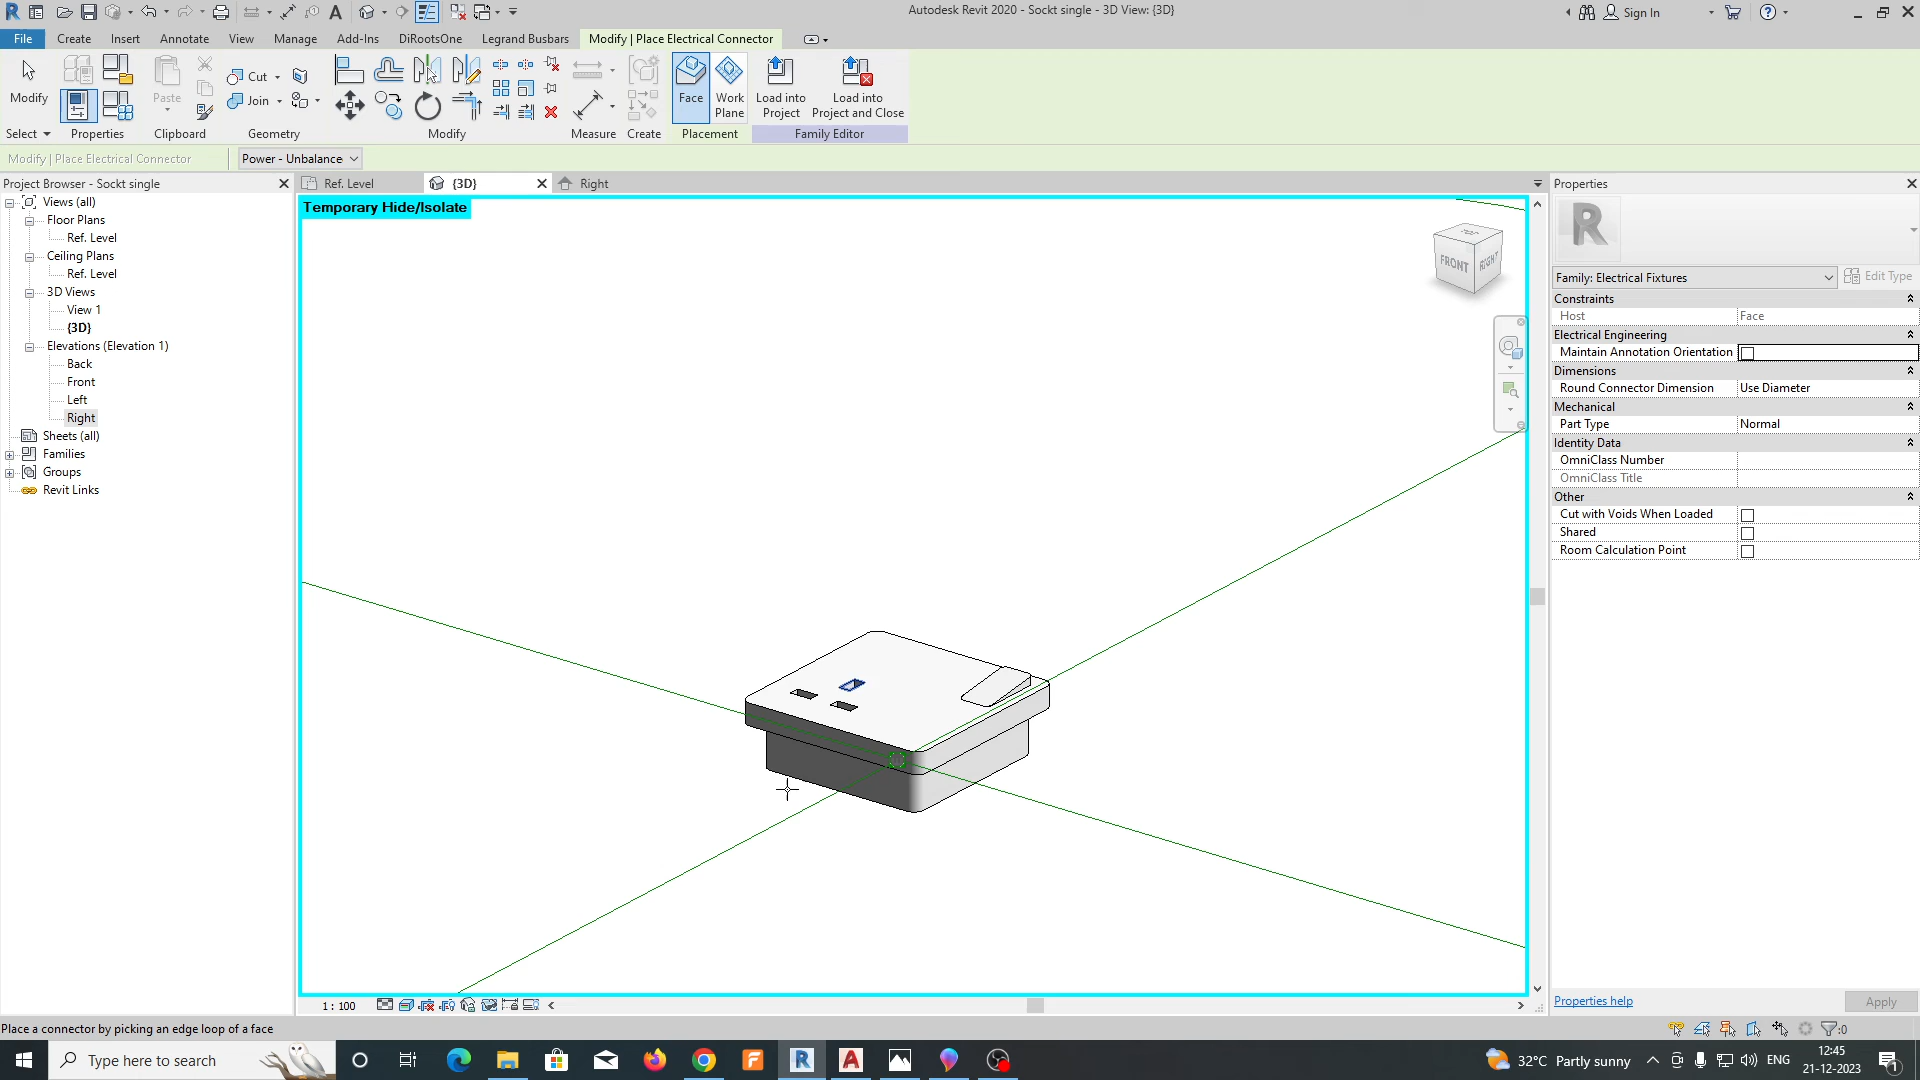 Autodesk Revit 2020 - Sockt single - 3D View: {3D}
Sign In
File Create Insert Annotate View Manage Add-Ins DiRootsOne Legrand Busbars Modify | Place Electrical Connector
Modify
Paste
Cut
Join
Face
Work Plane
Load into Project
Load into Project and Close
Select Properties Clipboard Geometry Modify Measure Create Placement Family Editor
Modify | Place Electrical Connector
Power - Unbalance
Project Browser - Sockt single
Views (all)
Floor Plans
Ref. Level
Ceiling Plans
Ref. Level
3D Views
View 1
{3D}
Elevations (Elevation 1)
Back
Front
Left
Right
Sheets (all)
Families
Groups
Revit Links
Ref. Level
{3D}
Right
Temporary Hide/Isolate
TOP
FRONT
RIGHT
1 : 100
Properties
Family: Electrical Fixtures
Edit Type
Constraints
Host Face
Electrical Engineering
Maintain Annotation Orientation
Dimensions
Round Connector Dimension Use Diameter
Mechanical
Part Type Normal
Identity Data
OmniClass Number
OmniClass Title
Other
Cut with Voids When Loaded
Shared
Room Calculation Point
Properties help
Apply
Place a connector by picking an edge loop of a face
:0
Type here to search
32°C Partly sunny
ENG
12:45
21-12-2023
1